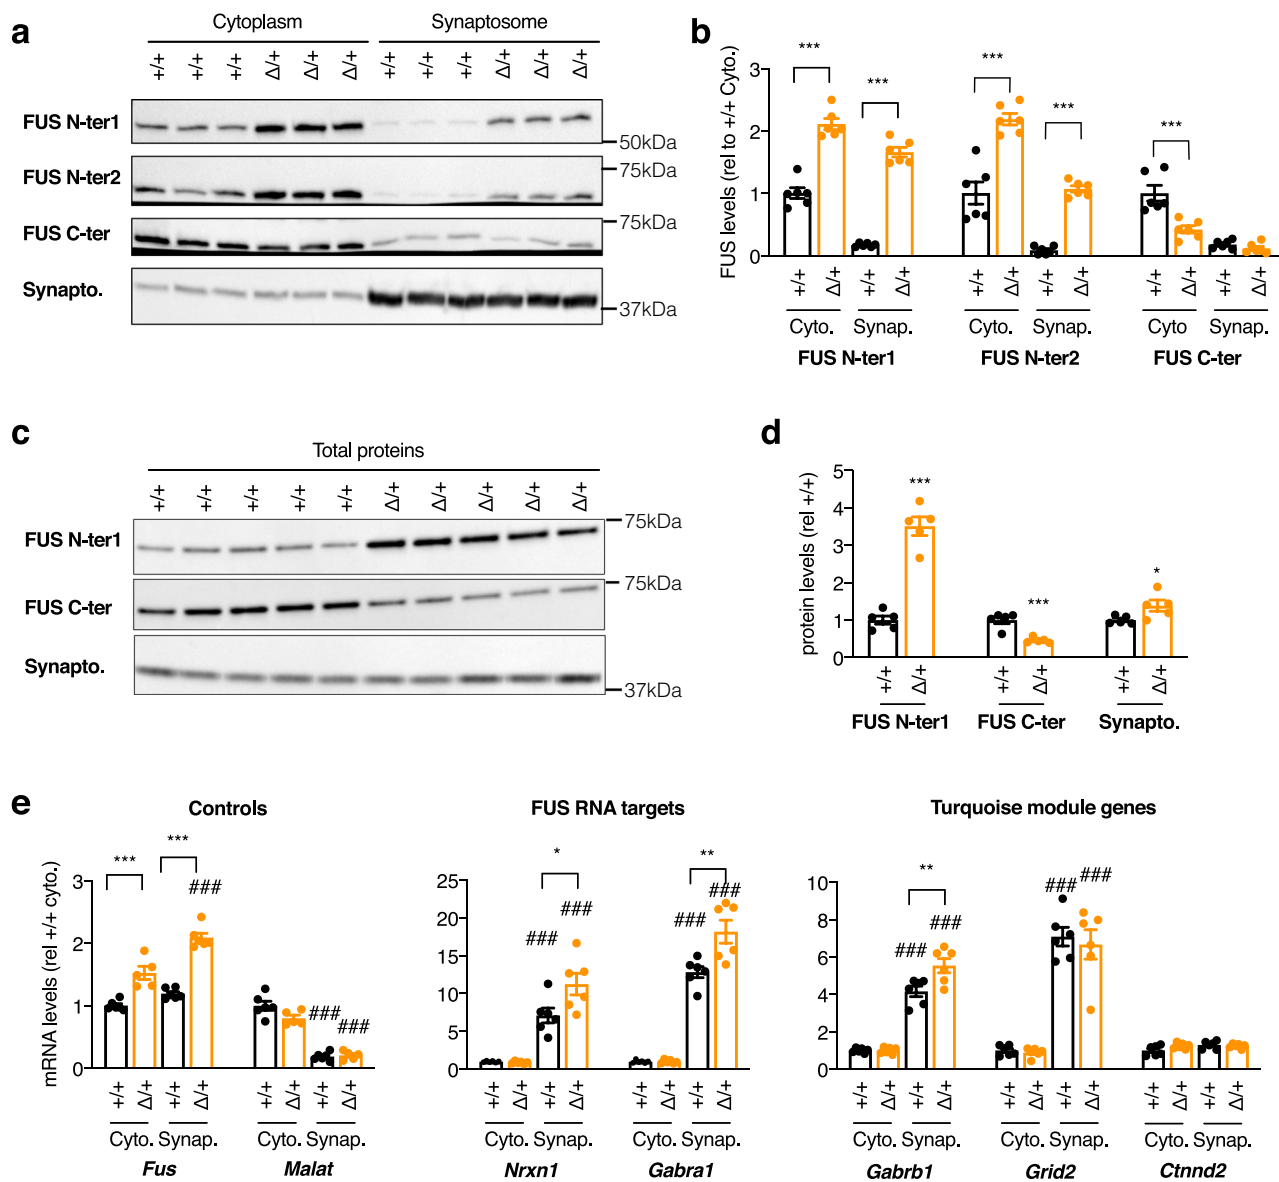 a
Cytoplasm Synaptosome
+/+ +/+ +/+ Δ/+ Δ/+ Δ/+ +/+ +/+ +/+ Δ/+ Δ/+ Δ/+
FUS N-ter1
50kDa
FUS N-ter2
75kDa
FUS C-ter
75kDa
Synapto.
37kDa
b
FUS levels (rel to +/+ Cyto.)
3
2
1
0
*** *** *** *** ***
+/+ Δ/+ +/+ Δ/+ +/+ Δ/+ +/+ Δ/+ +/+ Δ/+ +/+ Δ/+
Cyto. Synap. Cyto. Synap. Cyto Synap.
FUS N-ter1 FUS N-ter2 FUS C-ter
c
Total proteins
+/+ +/+ +/+ +/+ +/+ Δ/+ Δ/+ Δ/+ Δ/+ Δ/+
FUS N-ter1
75kDa
FUS C-ter
75kDa
Synapto.
37kDa
d
protein levels (rel +/+)
5
4
3
2
1
0
*** *** *
+/+ Δ/+ +/+ Δ/+ +/+ Δ/+
FUS N-ter1 FUS C-ter Synapto.
e
Controls
mRNA levels (rel +/+ cyto.)
3
2
1
0
*** *** ### ### ###
+/+ Δ/+ +/+ Δ/+ +/+ Δ/+ +/+ Δ/+
Cyto. Synap. Cyto. Synap.
Fus Malat
FUS RNA targets
25
20
15
10
5
0
* ** ### ### ### ###
+/+ Δ/+ +/+ Δ/+ +/+ Δ/+ +/+ Δ/+
Cyto. Synap. Cyto. Synap.
Nrxn1 Gabra1
Turquoise module genes
10
8
6
4
2
0
** ### ### ### ###
+/+ Δ/+ +/+ Δ/+ +/+ Δ/+ +/+ Δ/+ +/+ Δ/+ +/+ Δ/+
Cyto. Synap. Cyto. Synap. Cyto. Synap.
Gabrb1 Grid2 Ctnnd2